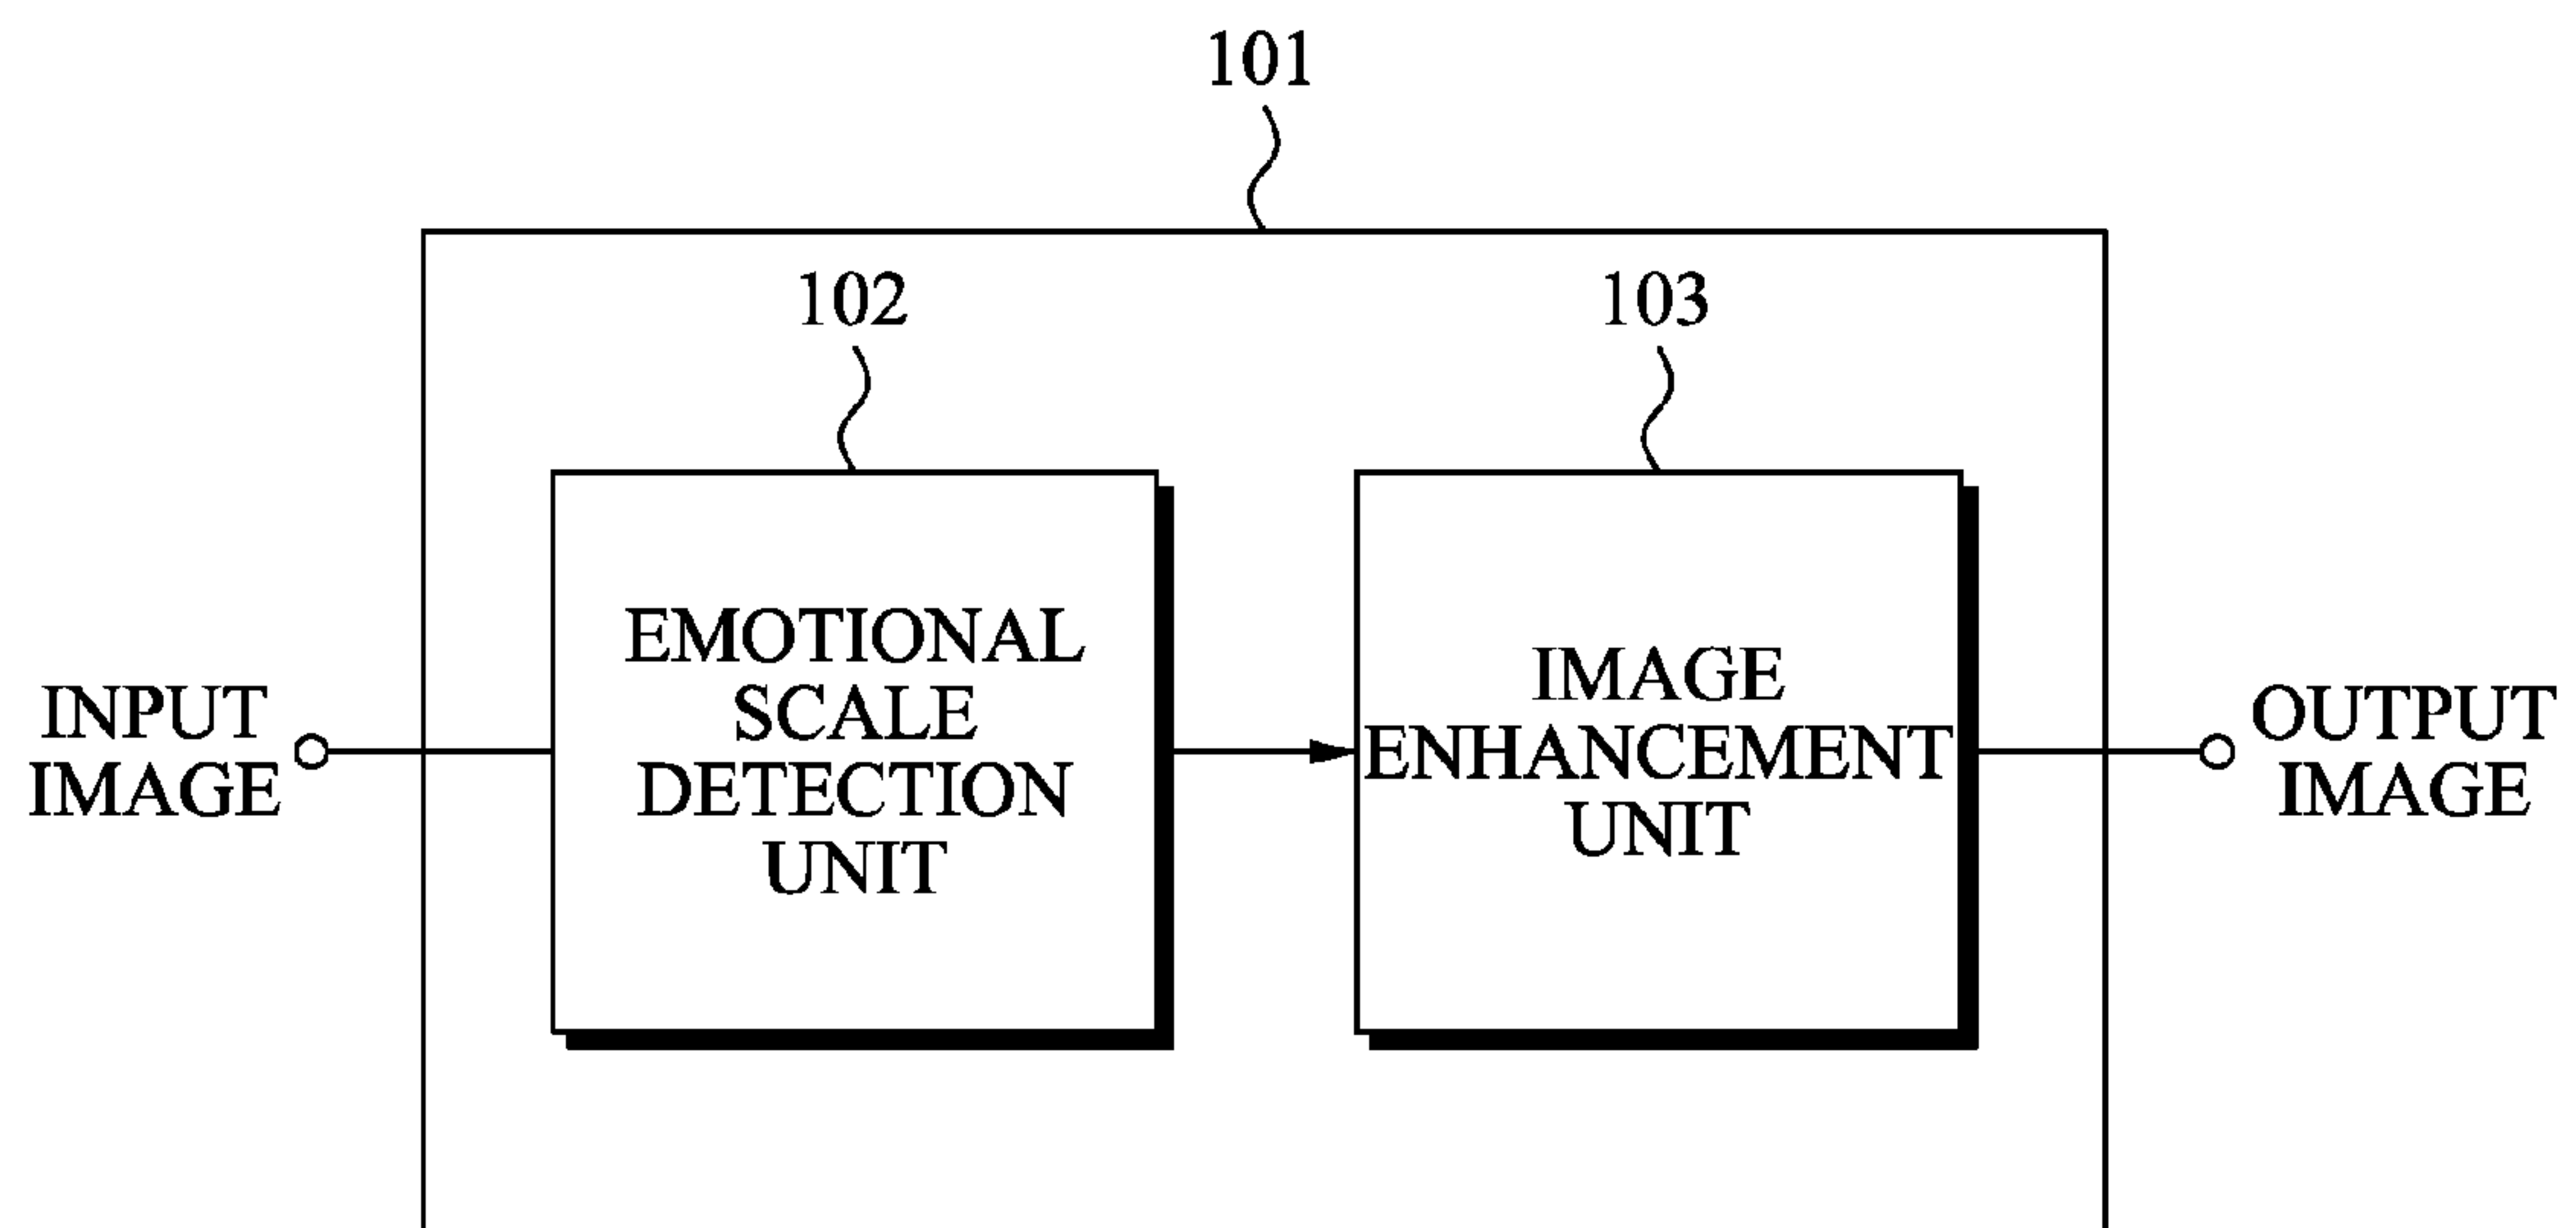 101
102
103
INPUT
IMAGE
EMOTIONAL
SCALE
DETECTION
UNIT
IMAGE
ENHANCEMENT
UNIT
OUTPUT
IMAGE